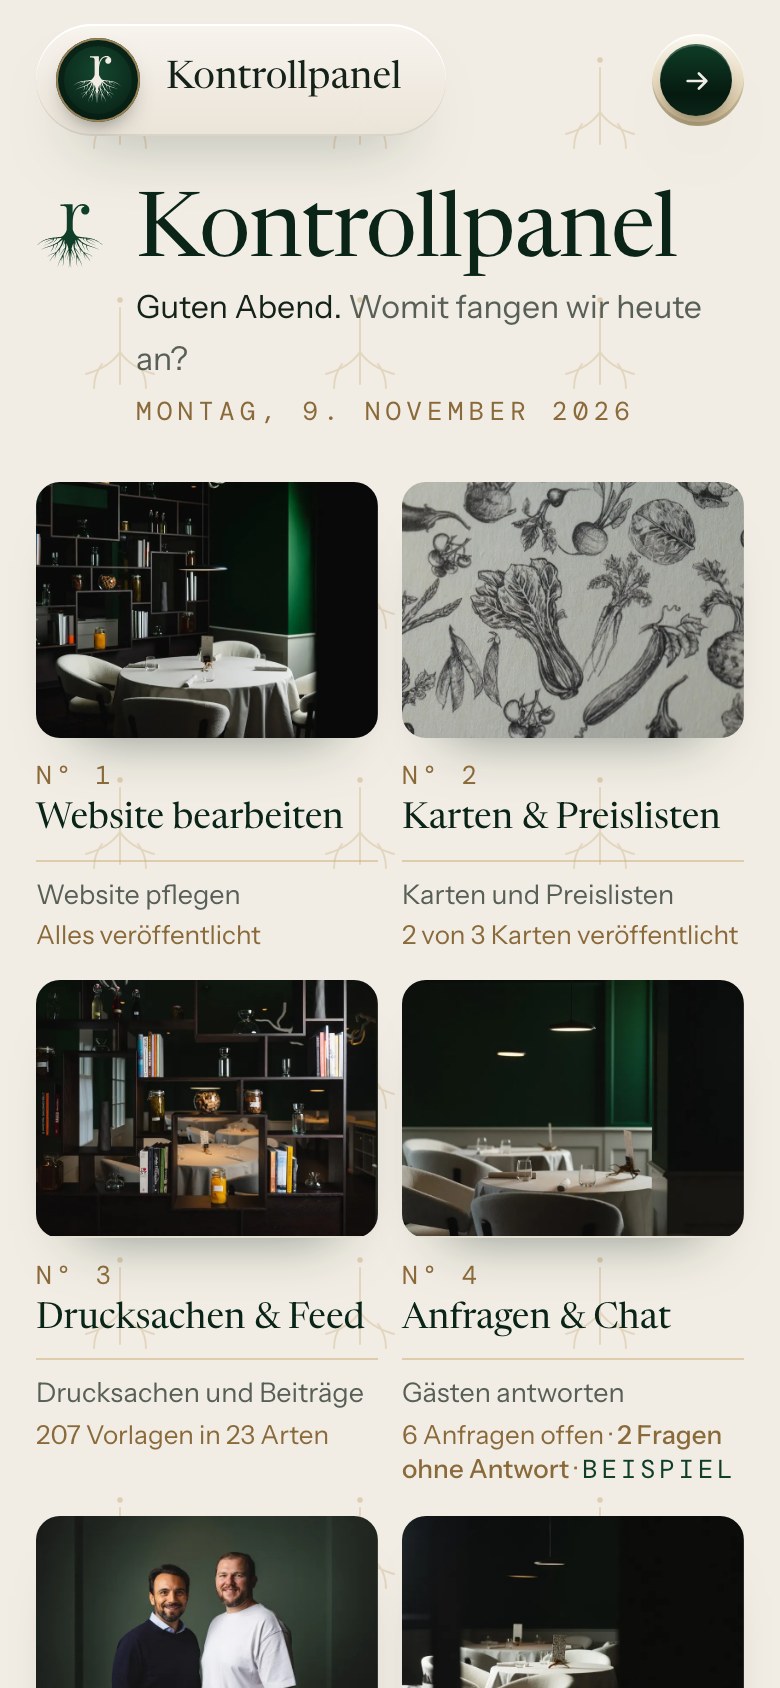 r
Kontrollpanel
r
Kontrollpanel
Guten Abend. Womit fangen wir heute
an?
MONTAG, 9. NOVEMBER 2026
N° 1
Website bearbeiten
Website pflegen
Alles veröffentlicht
N° 2
Karten & Preislisten
Karten und Preislisten
2 von 3 Karten veröffentlicht
N° 3
Drucksachen & Feed
Drucksachen und Beiträge
207 Vorlagen in 23 Arten
N° 4
Anfragen & Chat
Gästen antworten
6 Anfragen offen · 2 Fragen
ohne Antwort · BEISPIEL